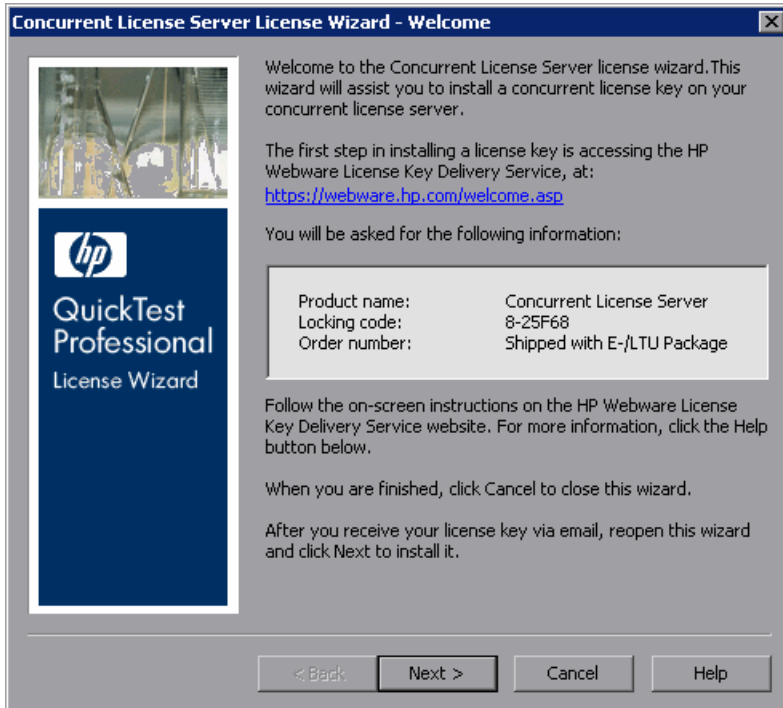 Concurrent License Server License Wizard - Welcome
Welcome to the Concurrent License Server license wizard.This
wizard will assist you to install a concurrent license key on your
concurrent license server.
The first step in installing a license key is accessing the HP
Webware License Key Delivery Service, at:
https://webware.hp.com/welcome.asp
You will be asked for the following information:
hp
QuickTest
Professional
License Wizard
Product name: Concurrent License Server
Locking code: 8-25F68
Order number: Shipped with E-/LTU Package
Follow the on-screen instructions on the HP Webware License
Key Delivery Service website. For more information, click the Help
button below.
When you are finished, click Cancel to close this wizard.
After you receive your license key via email, reopen this wizard
and click Next to install it.
< Back Next > Cancel Help